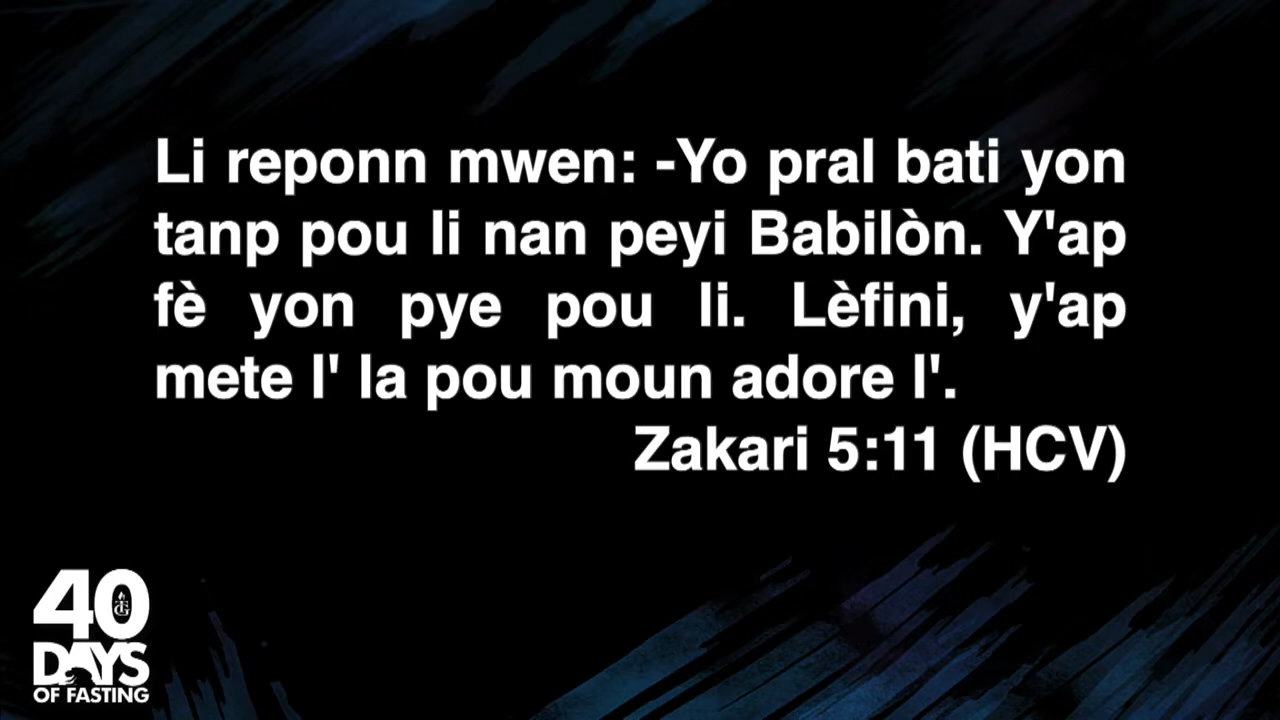 Li reponn mwen: -Yo pral bati yon
tanp pou li nan peyi Babilòn. Y'ap
fè yon pye pou li. Lèfini, y'ap
mete l' la pou moun adore l'.
Zakari 5:11 (HCV)
40
DAYS
OF FASTING